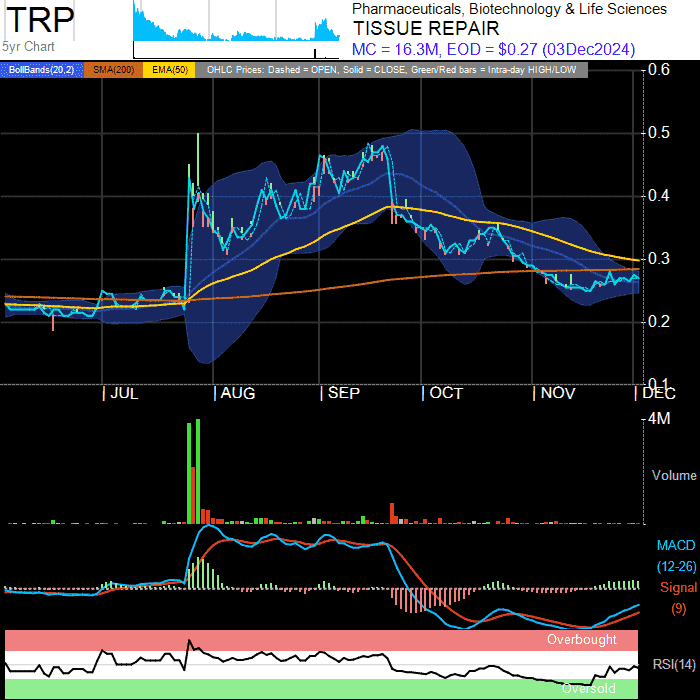 TRP
5yr Chart
Pharmaceuticals, Biotechnology & Life Sciences
TISSUE REPAIR
MC = 16.3M, EOD = $0.27 (03Dec2024)
BollBands(20,2) SMA(200) EMA(50) OHLC Prices: Dashed = OPEN, Solid = CLOSE, Green/Red bars = Intra-day HIGH/LOW
0.6
0.5
0.4
0.3
0.2
0.1
JUL AUG SEP OCT NOV DEC
4M
Volume
MACD
(12-26)
Signal
(9)
Overbought
RSI(14)
Oversold